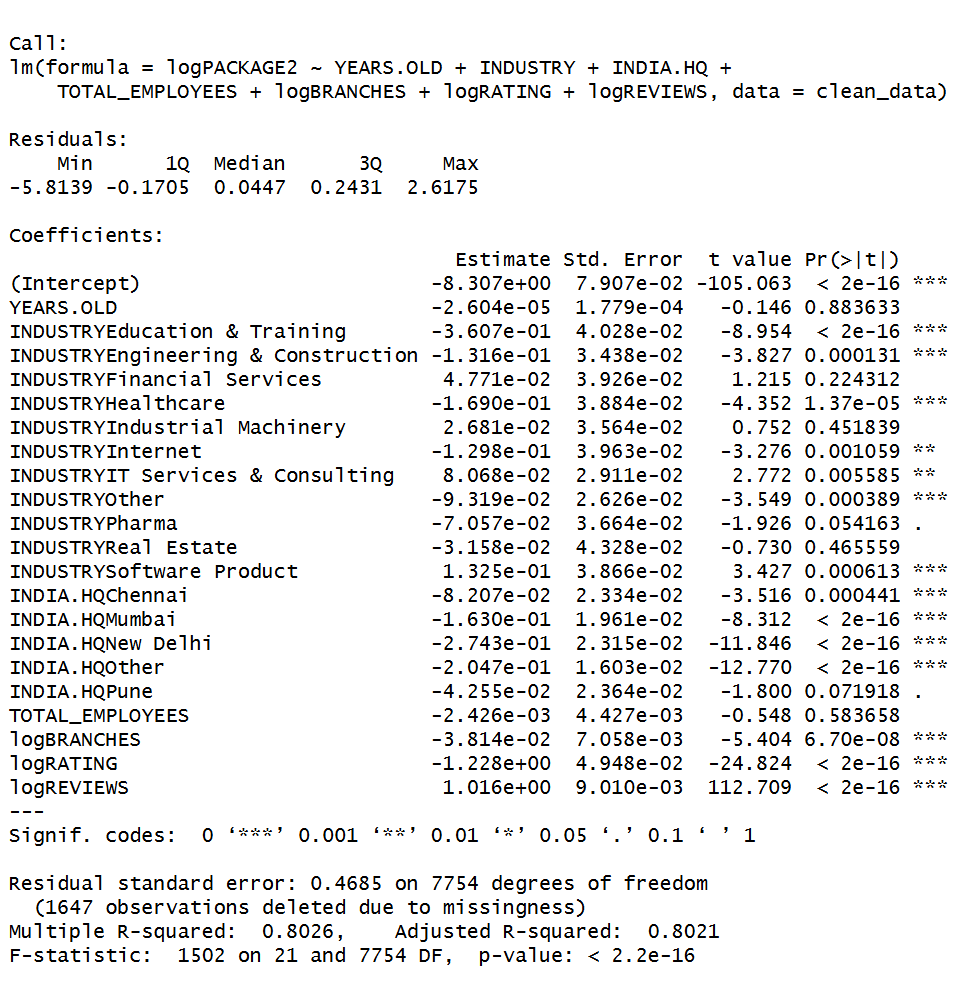 Call:
lm(formula = logPACKAGE2 ~ YEARS.OLD + INDUSTRY + INDIA.HQ +
    TOTAL_EMPLOYEES + logBRANCHES + logRATING + logREVIEWS, data = clean_data)

Residuals:
    Min      1Q  Median      3Q     Max
-5.8139 -0.1705  0.0447  0.2431  2.6175

Coefficients:
                                      Estimate Std. Error  t value Pr(>|t|)
(Intercept)                         -8.307e+00  7.907e-02 -105.063  < 2e-16 ***
YEARS.OLD                           -2.604e-05  1.779e-04   -0.146 0.883633
INDUSTRYEducation & Training        -3.607e-01  4.028e-02   -8.954  < 2e-16 ***
INDUSTRYEngineering & Construction -1.316e-01  3.438e-02   -3.827 0.000131 ***
INDUSTRYFinancial Services           4.771e-02  3.926e-02    1.215 0.224312
INDUSTRYHealthcare                  -1.690e-01  3.884e-02   -4.352 1.37e-05 ***
INDUSTRYIndustrial Machinery         2.681e-02  3.564e-02    0.752 0.451839
INDUSTRYInternet                    -1.298e-01  3.963e-02   -3.276 0.001059 **
INDUSTRYIT Services & Consulting     8.068e-02  2.911e-02    2.772 0.005585 **
INDUSTRYOther                       -9.319e-02  2.626e-02   -3.549 0.000389 ***
INDUSTRYPharma                      -7.057e-02  3.664e-02   -1.926 0.054163 .
INDUSTRYReal Estate                 -3.158e-02  4.328e-02   -0.730 0.465559
INDUSTRYSoftware Product             1.325e-01  3.866e-02    3.427 0.000613 ***
INDIA.HQChennai                     -8.207e-02  2.334e-02   -3.516 0.000441 ***
INDIA.HQMumbai                      -1.630e-01  1.961e-02   -8.312  < 2e-16 ***
INDIA.HQNew Delhi                   -2.743e-01  2.315e-02  -11.846  < 2e-16 ***
INDIA.HQOther                       -2.047e-01  1.603e-02  -12.770  < 2e-16 ***
INDIA.HQPune                        -4.255e-02  2.364e-02   -1.800 0.071918 .
TOTAL_EMPLOYEES                     -2.426e-03  4.427e-03   -0.548 0.583658
logBRANCHES                         -3.814e-02  7.058e-03   -5.404 6.70e-08 ***
logRATING                           -1.228e+00  4.948e-02  -24.824  < 2e-16 ***
logREVIEWS                           1.016e+00  9.010e-03  112.709  < 2e-16 ***
---
Signif. codes:  0 ‘***’ 0.001 ‘**’ 0.01 ‘*’ 0.05 ‘.’ 0.1 ‘ ’ 1

Residual standard error: 0.4685 on 7754 degrees of freedom
  (1647 observations deleted due to missingness)
Multiple R-squared:  0.8026,    Adjusted R-squared:  0.8021
F-statistic:  1502 on 21 and 7754 DF,  p-value: < 2.2e-16